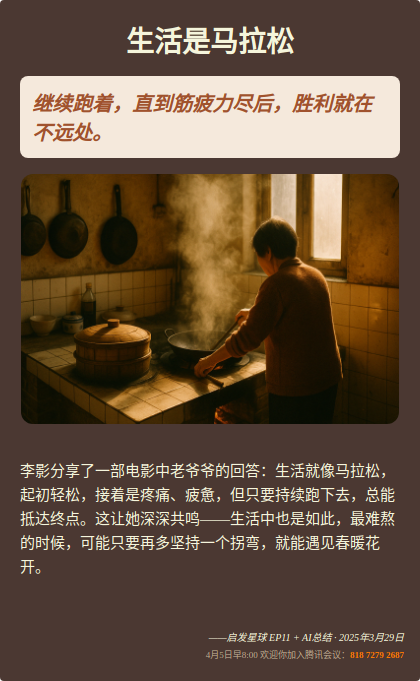 生活是马拉松
继续跑着，直到筋疲力尽后，胜利就在
不远处。
李影分享了一部电影中老爷爷的回答：生活就像马拉松，
起初轻松，接着是疼痛、疲惫，但只要持续跑下去，总能
抵达终点。这让她深深共鸣——生活中也是如此，最难熬
的时候，可能只要再多坚持一个拐弯，就能遇见春暖花
开。
——启发星球 EP11 + AI总结 · 2025年3月29日
4月5日早8:00 欢迎你加入腾讯会议：818 7279 2687